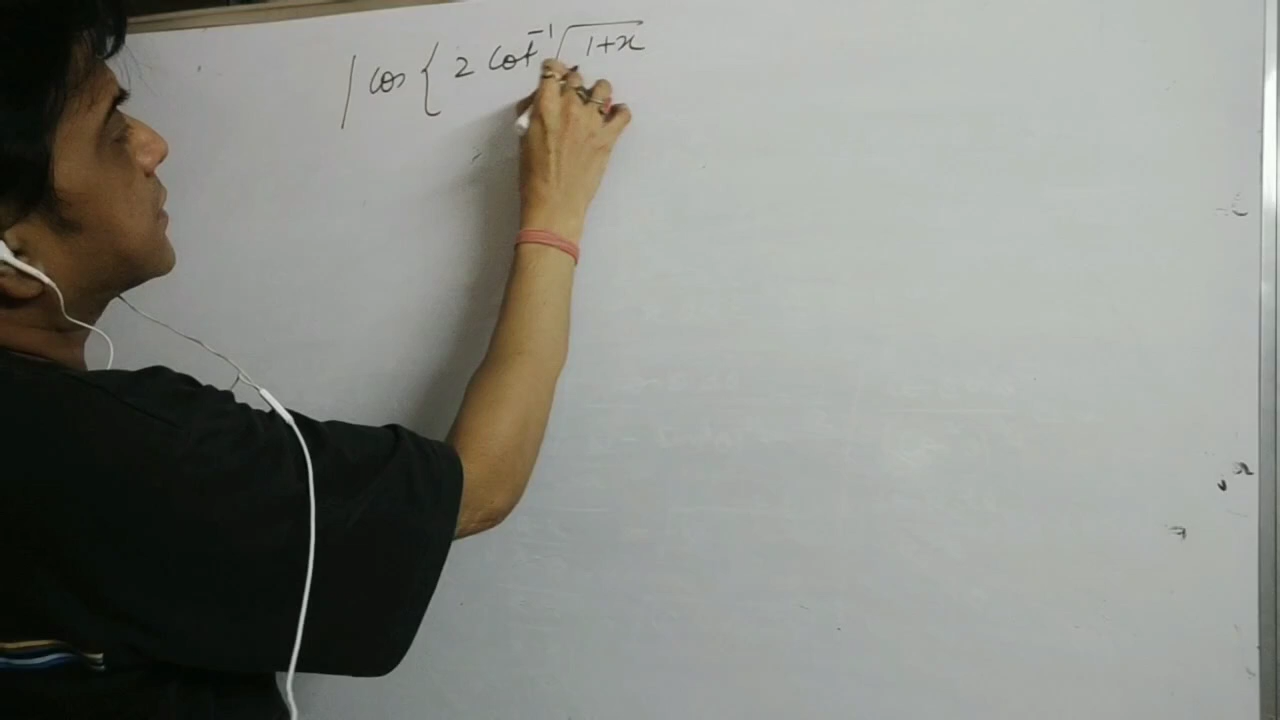 ∫ cos { 2 cot⁻¹ √1+x